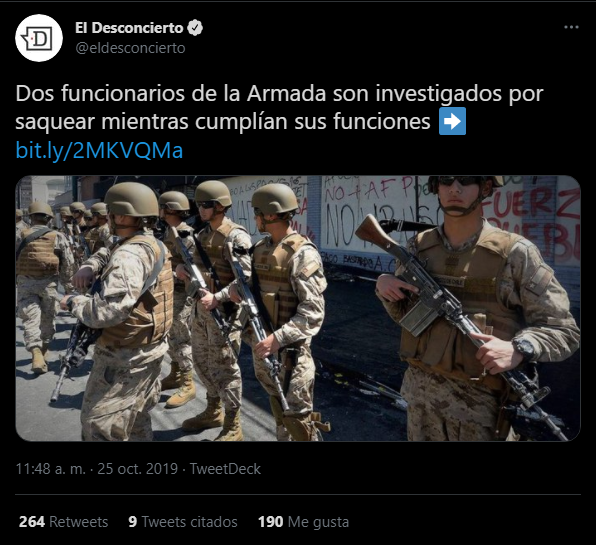 El Desconcierto
@eldesconcierto
Dos funcionarios de la Armada son investigados por
saquear mientras cumplían sus funciones ➡
bit.ly/2MKVQMa
NO + AFP
FUERZ
11:48 a. m. · 25 oct. 2019 · TweetDeck
264 Retweets 9 Tweets citados 190 Me gusta